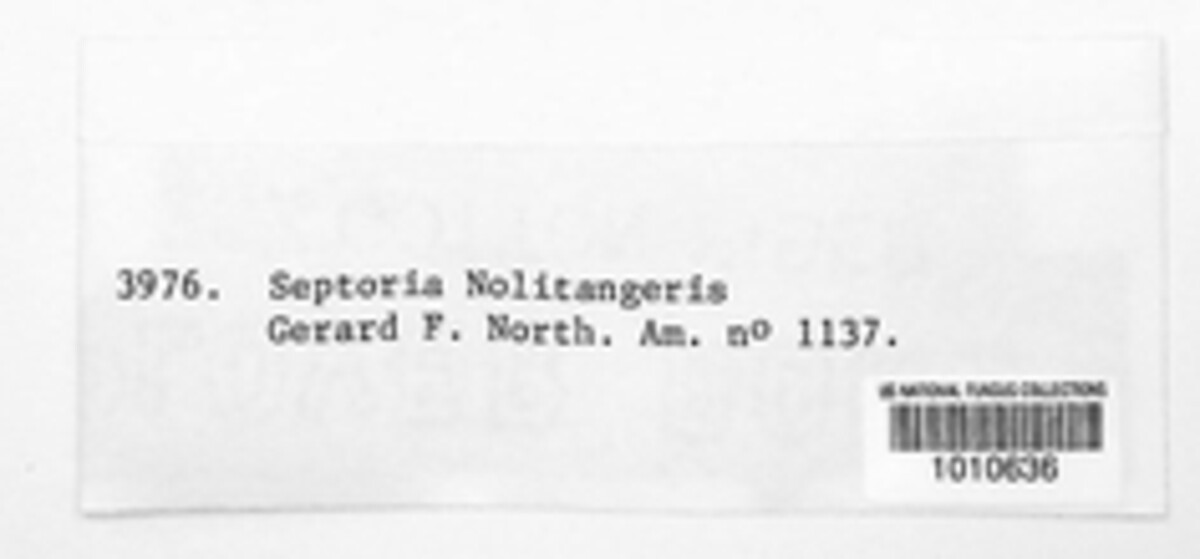 3976. Septoria Nolitangeris
Gerard F. North. Am. nº 1137.
US NATIONAL FUNGUS COLLECTIONS
1010636